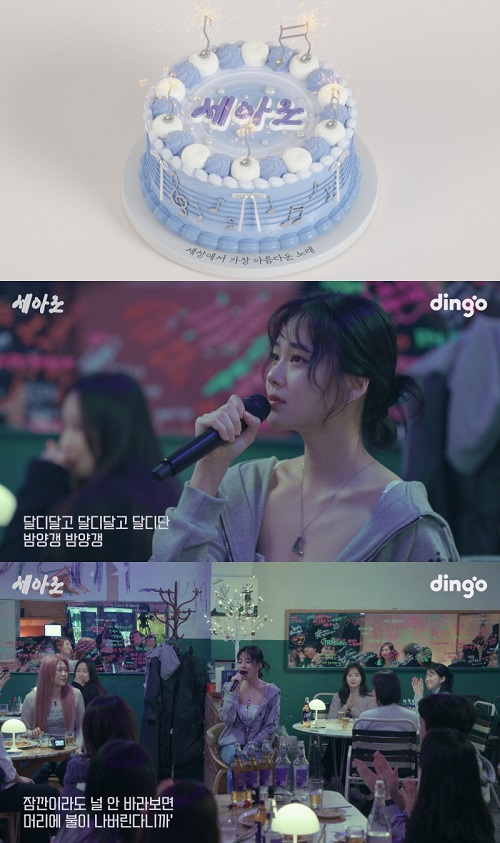 세아노
세상에서 가장 아름다운 노래
세아노
dingo
달디달고 달디달고 달디단
밤양갱 밤양갱
세아노
dingo
잠깐이라도 널 안 바라보면
머리에 불이 나버린다니까'